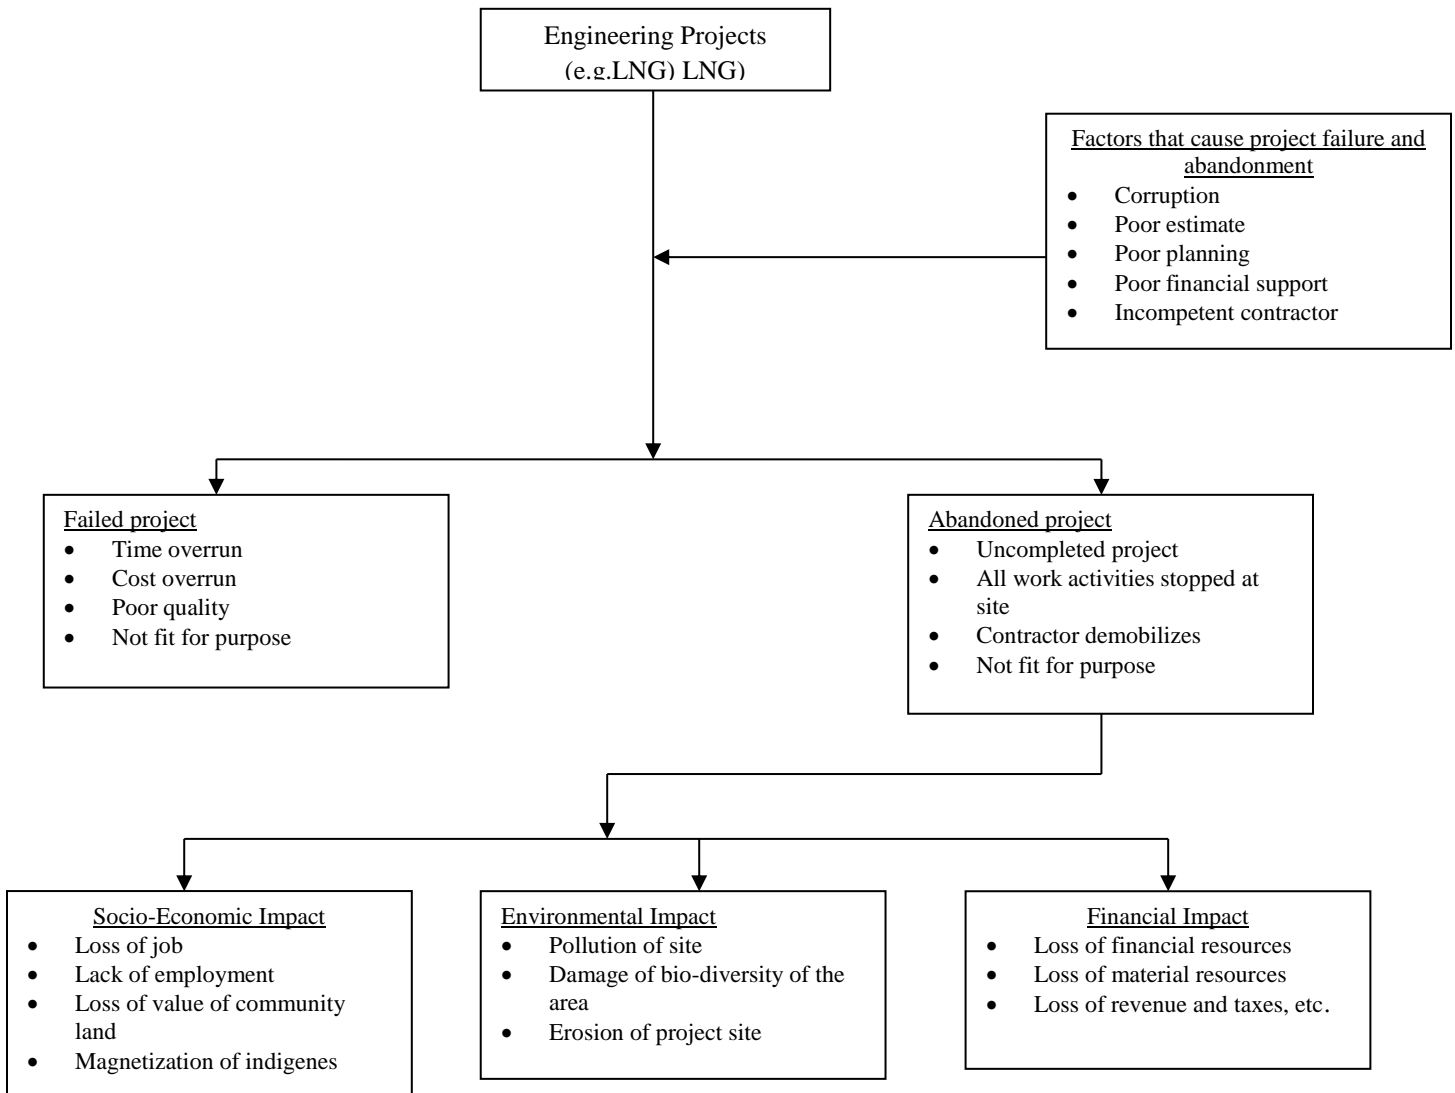 Engineering Projects
(e.g.LNG) LNG)
Factors that cause project failure and
abandonment
• Corruption
• Poor estimate
• Poor planning
• Poor financial support
• Incompetent contractor
Failed project
• Time overrun
• Cost overrun
• Poor quality
• Not fit for purpose
Abandoned project
• Uncompleted project
• All work activities stopped at
site
• Contractor demobilizes
• Not fit for purpose
Socio-Economic Impact
• Loss of job
• Lack of employment
• Loss of value of community
land
• Magnetization of indigenes
Environmental Impact
• Pollution of site
• Damage of bio-diversity of the
area
• Erosion of project site
Financial Impact
• Loss of financial resources
• Loss of material resources
• Loss of revenue and taxes, etc.